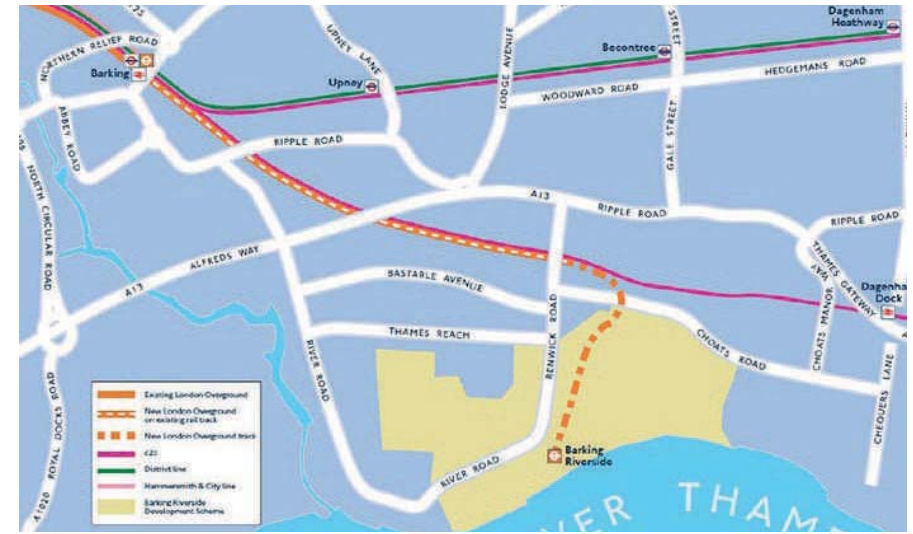 NORTHERN RELIEF ROAD
Barking
ABBEY ROAD
UPNEY LANE
Upney
LODGE AVENUE
Becontree
STREET
GALE STREET
Dagenham
Heathway
HEDGEMANS ROAD
WOODWARD ROAD
RIPPLE ROAD
A13
RIPPLE ROAD
RIPPLE ROAD
THAMES GATEWAY
WAY
CHOATS MANOR
Dagenha
Dock
NORTH CIRCULAR ROAD
ALFREDS WAY
A13
BASTABLE AVENUE
THAMES REACH
RENWICK ROAD
CHOATS ROAD
CHEQUERS LANE
RIVER ROAD
RIVER ROAD
Barking
Riverside
A1020 ROYAL DOCKS ROAD
Existing London Overground
New London Overground
on existing rail track
New London Overground track
c2c
District line
Hammersmith & City line
Barking Riverside
Development Scheme
VER THAM